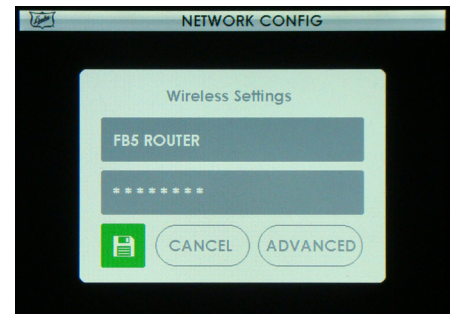 NETWORK CONFIG
Wireless Settings
FB5 ROUTER
********
CANCEL
ADVANCED